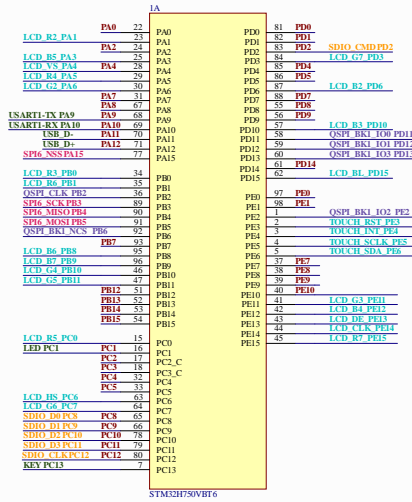 1A
PA0 22 PA0
LCD_R2_PA1 23 PA1
PA2 24 PA2
LCD_B5_PA3 25 PA3
LCD_VS_PA4 PA4 28 PA4
LCD_R4_PA5 29 PA5
LCD_G2_PA6 30 PA6
PA7 31 PA7
PA8 67 PA8
USART1-TX PA9 PA9 68 PA9
USART1-RX PA10 PA10 69 PA10
USB_D- PA11 70 PA11
USB_D+ PA12 71 PA12
SPI6_NSS PA15 77 PA15
LCD_R3_PB0 34 PB0
LCD_R6_PB1 35 PB1
QSPI_CLK_PB2 36 PB2
SPI6_SCK PB3 89 PB3
SPI6_MISO PB4 90 PB4
SPI6_MOSI PB5 91 PB5
QSPI_BK1_NCS_PB6 92 PB6
PB7 93 PB7
LCD_B6_PB8 95 PB8
LCD_B7_PB9 96 PB9
LCD_G4_PB10 46 PB10
LCD_G5_PB11 47 PB11
PB12 51 PB12
PB13 52 PB13
PB14 53 PB14
PB15 54 PB15
LCD_R5_PC0 15 PC0
LED PC1 PC1 16 PC1
PC2 17 PC2_C
PC3 18 PC3_C
PC4 32 PC4
PC5 33 PC5
LCD_HS_PC6 63 PC6
LCD_G6_PC7 64 PC7
SDIO_D0 PC8 PC8 65 PC8
SDIO_D1 PC9 PC9 66 PC9
SDIO_D2 PC10 PC10 78 PC10
SDIO_D3 PC11 PC11 79 PC11
SDIO_CLK PC12 PC12 80 PC12
KEY PC13 7 PC13
PD0 81 PD0
PD1 82 PD1
PD2 83 PD2 SDIO_CMD PD2
PD3 84 LCD_G7_PD3
PD4 85 PD4
PD5 86 PD5
PD6 87 LCD_B2_PD6
PD7 88 PD7
PD8 55 PD8
PD9 56 PD9
PD10 57 LCD_B3_PD10
PD11 58 QSPI_BK1_IO0 PD11
PD12 59 QSPI_BK1_IO1 PD12
PD13 60 QSPI_BK1_IO3 PD13
PD14 61 PD14
PD15 62 LCD_BL_PD15
PE0 97 PE0
PE1 98 PE1
PE2 1 QSPI_BK1_IO2 PE2
PE3 2 TOUCH_RST_PE3
PE4 3 TOUCH_INT_PE4
PE5 4 TOUCH_SCLK_PE5
PE6 5 TOUCH_SDA_PE6
PE7 37 PE7
PE8 38 PE8
PE9 39 PE9
PE10 40 PE10
PE11 41 LCD_G3_PE11
PE12 42 LCD_B4_PE12
PE13 43 LCD_DE_PE13
PE14 44 LCD_CLK_PE14
PE15 45 LCD_R7_PE15
STM32H750VBT6